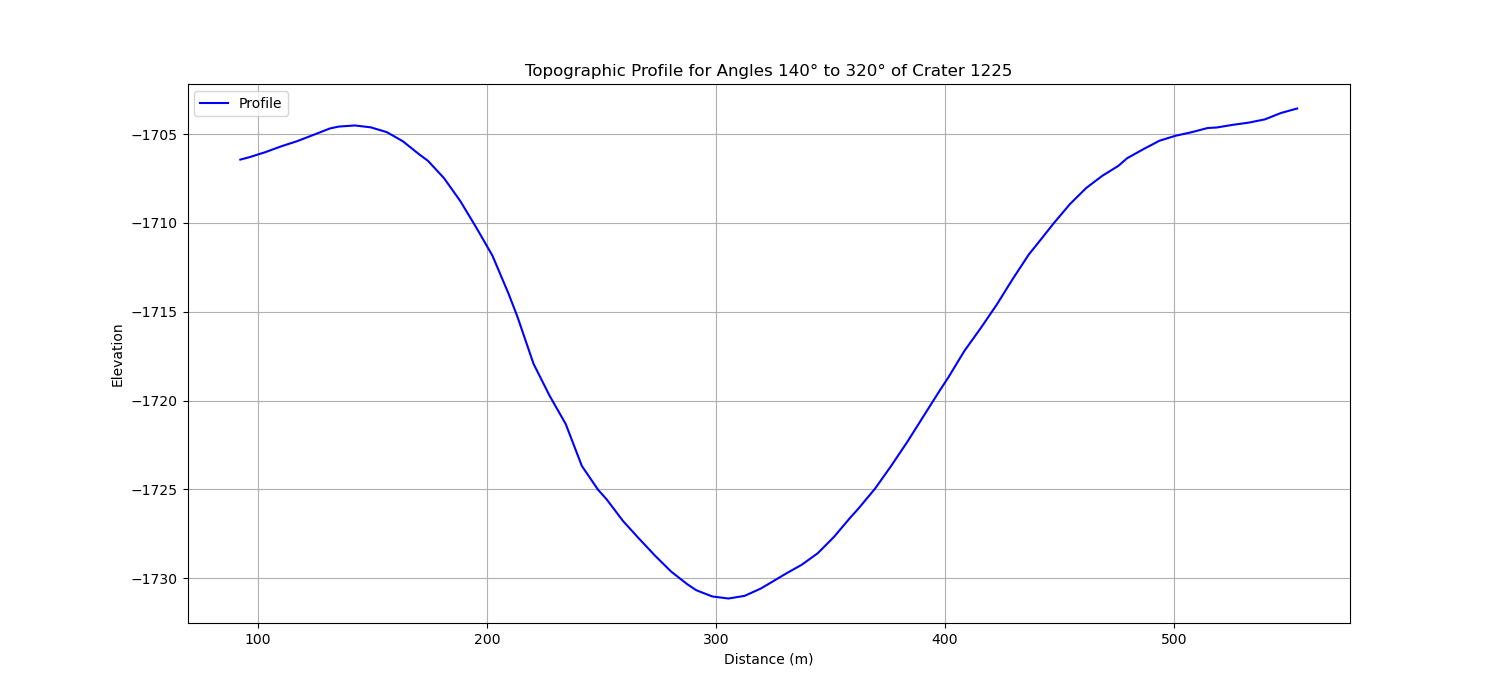 Topographic Profile for Angles 140° to 320° of Crater 1225
Profile
−1705
−1710
−1715
−1720
−1725
−1730
Elevation
100 200 300 400 500
Distance (m)